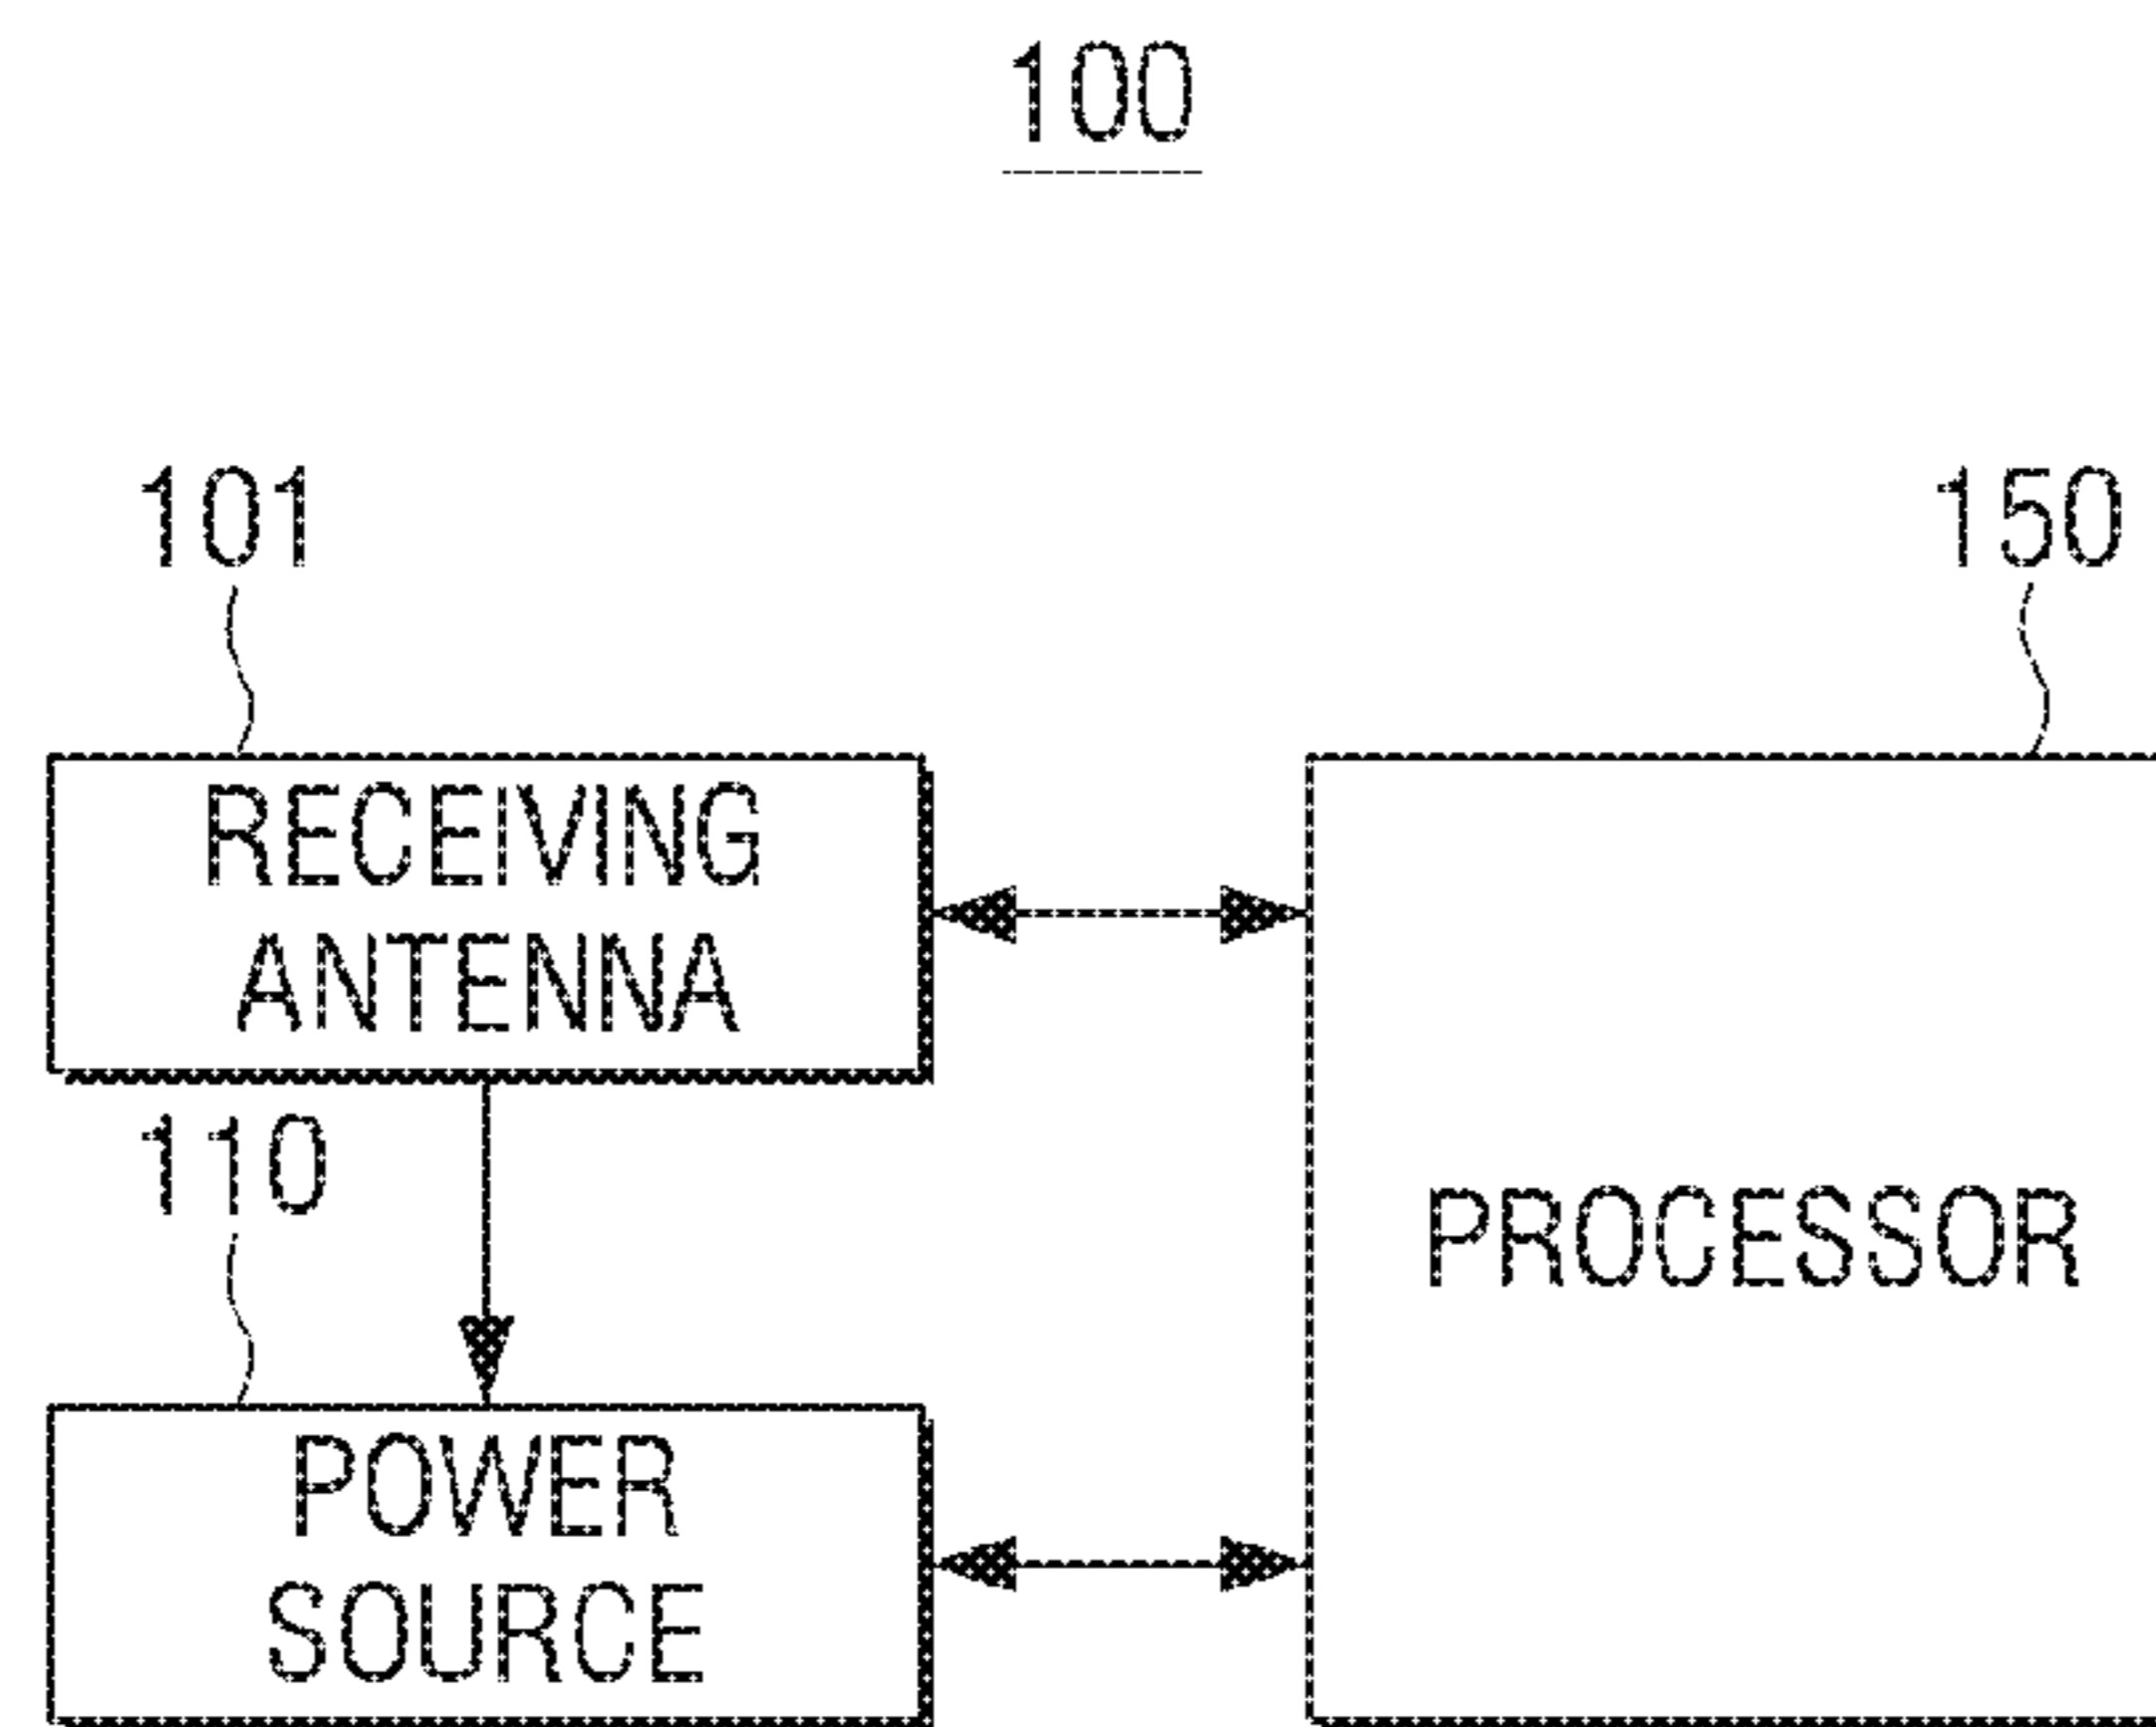 100
101
150
RECEIVING
ANTENNA
110
PROCESSOR
POWER
SOURCE